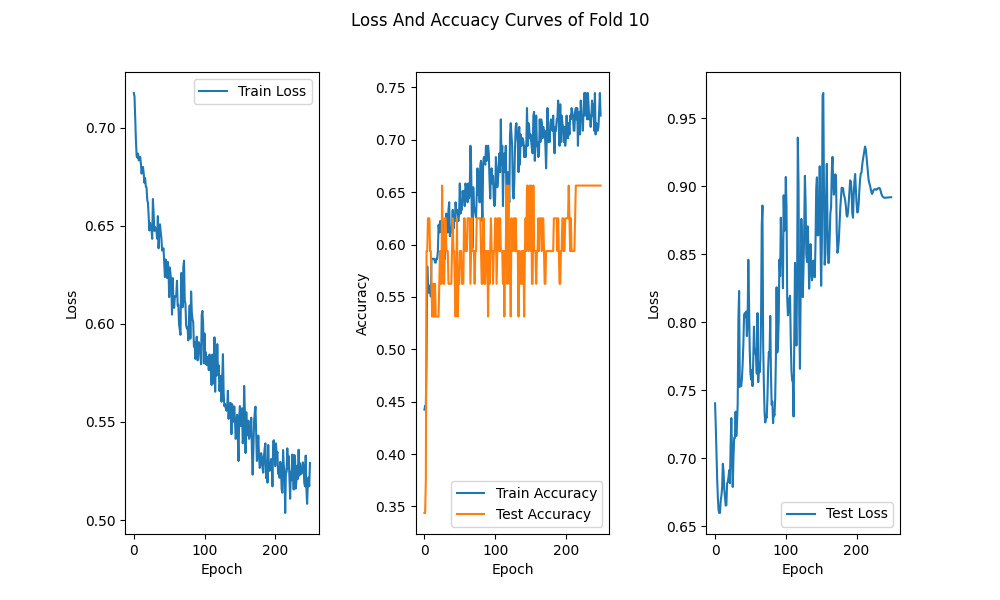 Loss And Accuacy Curves of Fold 10
Loss
0.70
0.65
0.60
0.55
0.50
Train Loss
0
100
200
Epoch
Accuracy
0.75
0.70
0.65
0.60
0.55
0.50
0.45
0.40
0.35
Train Accuracy
Test Accuracy
0
100
200
Epoch
Loss
0.95
0.90
0.85
0.80
0.75
0.70
0.65
Test Loss
0
100
200
Epoch